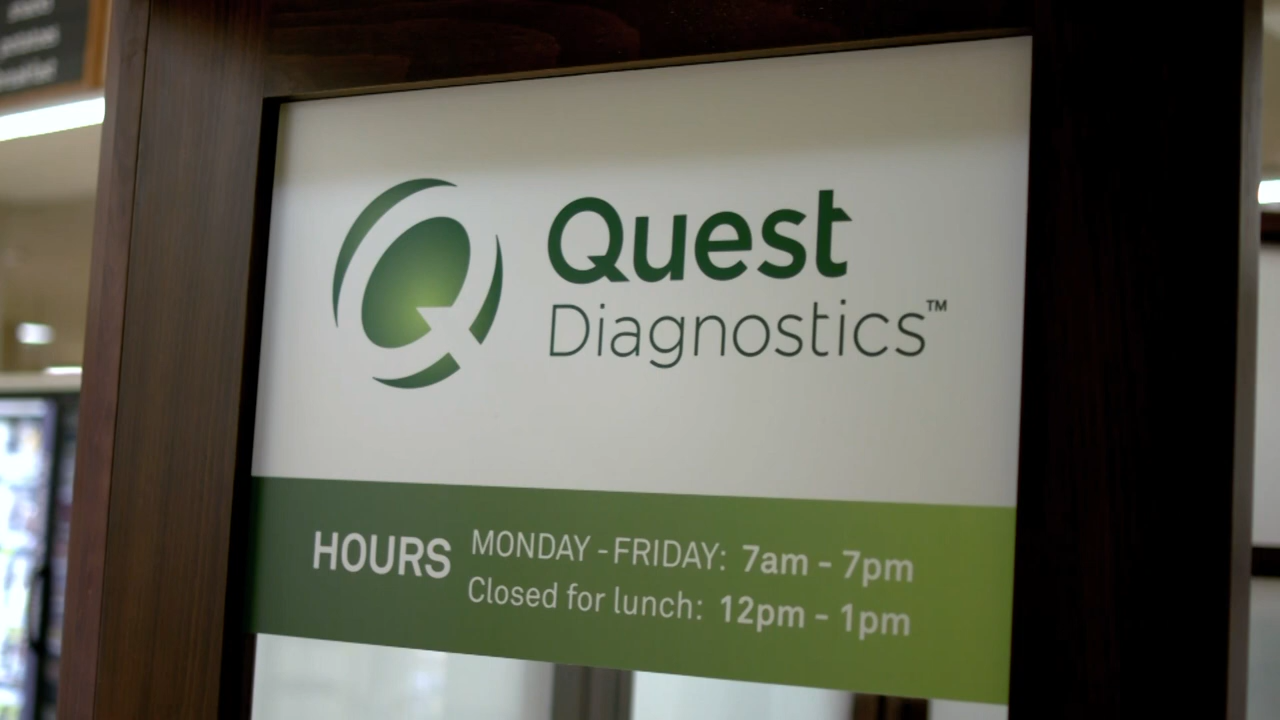 Quest
Diagnostics™
HOURS MONDAY - FRIDAY: 7am - 7pm
Closed for lunch: 12pm - 1pm